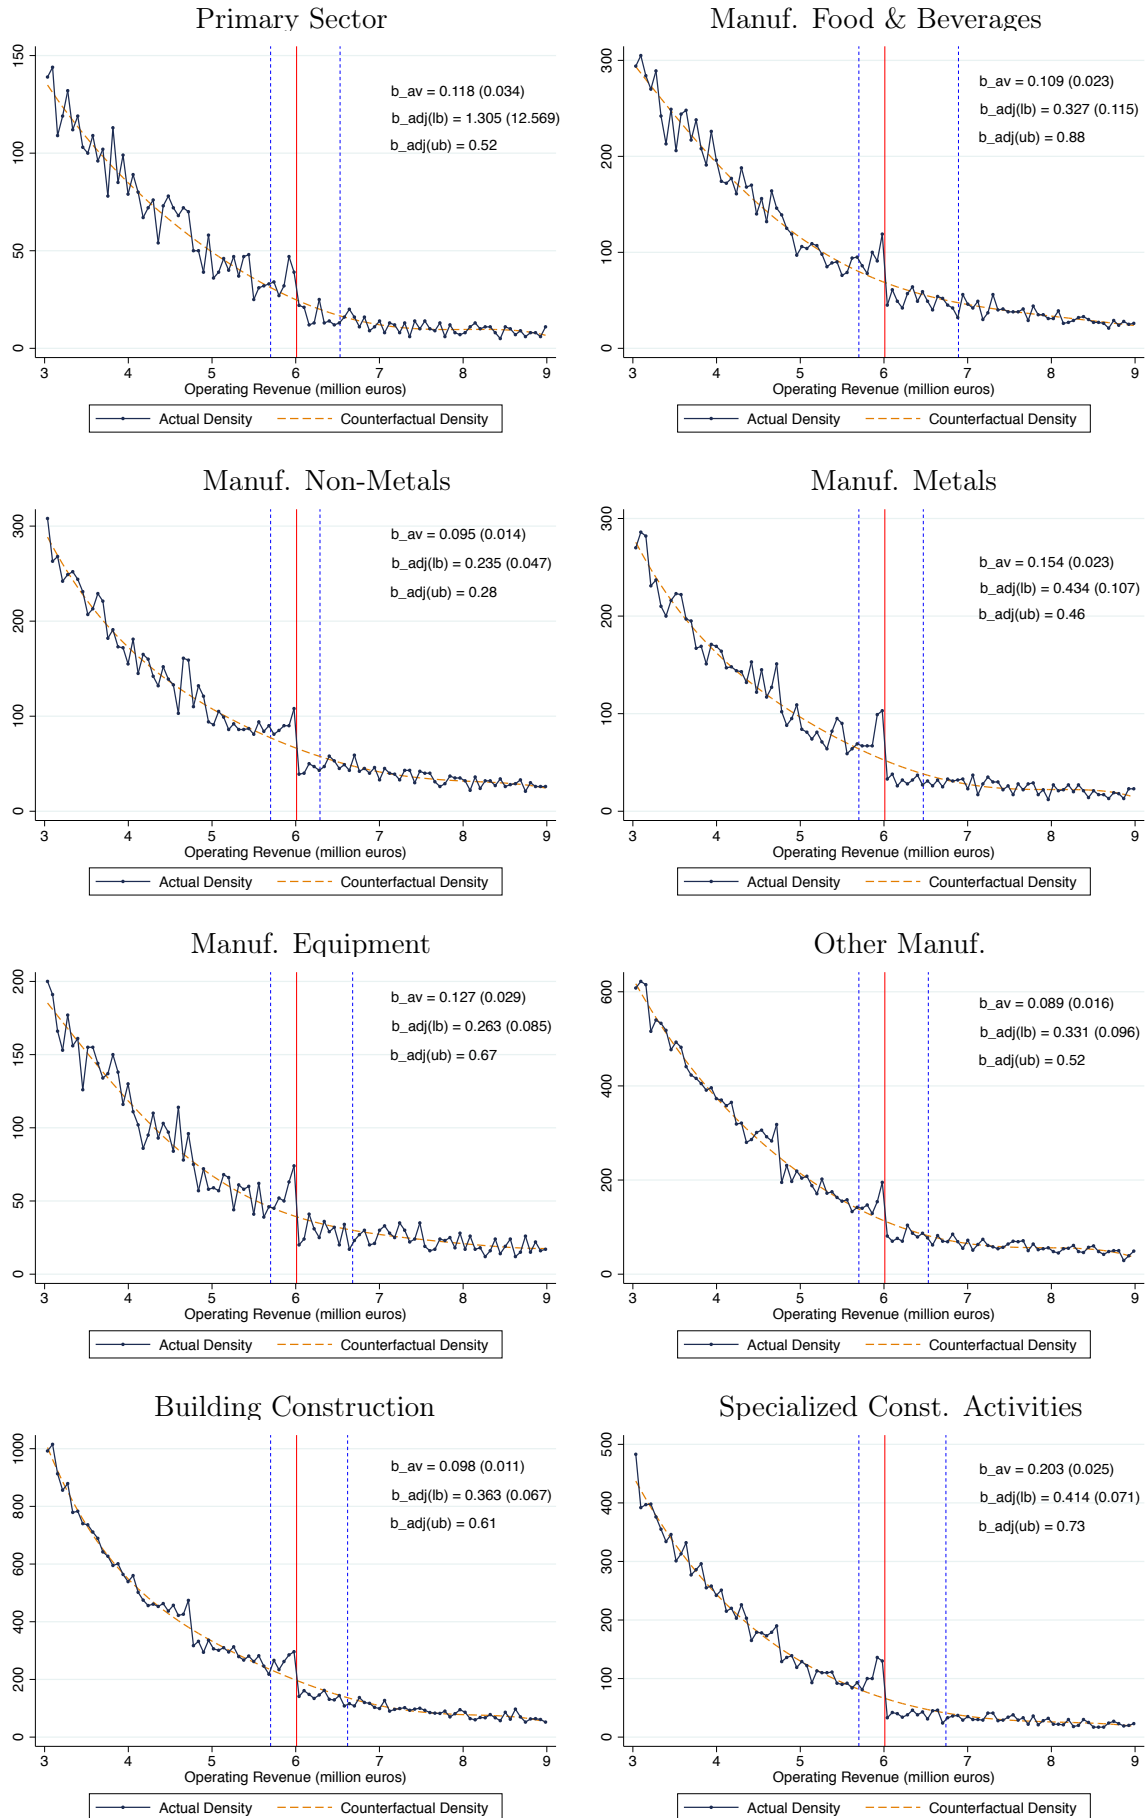 Primary Sector
150
100
50
0
b_av = 0.118 (0.034)
b_adj(lb) = 1.305 (12.569)
b_adj(ub) = 0.52
3 4 5 6 7 8 9
Operating Revenue (million euros)
Actual Density Counterfactual Density
Manuf. Food & Beverages
300
200
100
0
b_av = 0.109 (0.023)
b_adj(lb) = 0.327 (0.115)
b_adj(ub) = 0.88
3 4 5 6 7 8 9
Operating Revenue (million euros)
Actual Density Counterfactual Density
Manuf. Non-Metals
300
200
100
0
b_av = 0.095 (0.014)
b_adj(lb) = 0.235 (0.047)
b_adj(ub) = 0.28
3 4 5 6 7 8 9
Operating Revenue (million euros)
Actual Density Counterfactual Density
Manuf. Metals
300
200
100
0
b_av = 0.154 (0.023)
b_adj(lb) = 0.434 (0.107)
b_adj(ub) = 0.46
3 4 5 6 7 8 9
Operating Revenue (million euros)
Actual Density Counterfactual Density
Manuf. Equipment
200
150
100
50
0
b_av = 0.127 (0.029)
b_adj(lb) = 0.263 (0.085)
b_adj(ub) = 0.67
3 4 5 6 7 8 9
Operating Revenue (million euros)
Actual Density Counterfactual Density
Other Manuf.
600
400
200
0
b_av = 0.089 (0.016)
b_adj(lb) = 0.331 (0.096)
b_adj(ub) = 0.52
3 4 5 6 7 8 9
Operating Revenue (million euros)
Actual Density Counterfactual Density
Building Construction
1000
800
600
400
200
0
b_av = 0.098 (0.011)
b_adj(lb) = 0.363 (0.067)
b_adj(ub) = 0.61
3 4 5 6 7 8 9
Operating Revenue (million euros)
Actual Density Counterfactual Density
Specialized Const. Activities
500
400
300
200
100
0
b_av = 0.203 (0.025)
b_adj(lb) = 0.414 (0.071)
b_adj(ub) = 0.73
3 4 5 6 7 8 9
Operating Revenue (million euros)
Actual Density Counterfactual Density